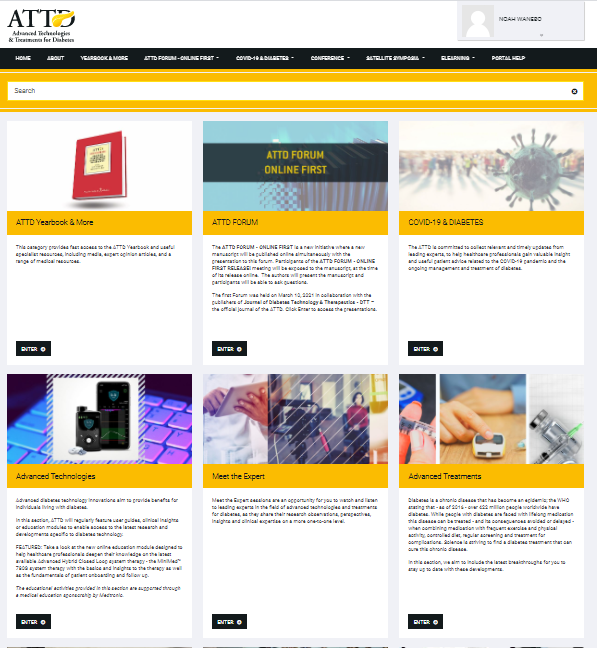 ATTD
Advanced Technologies
& Treatments for Diabetes
NOAH WANEBO
HOME ABOUT YEARBOOK & MORE ATTD FORUM - ONLINE FIRST COVID-19 & DIABETES CONFERENCE SATELLITE SYMPOSIA ELEARNING PORTAL HELP
Search
ATTD FORUM
ONLINE FIRST
ATTD Yearbook & More
ATTD FORUM
COVID-19 & DIABETES
This category provides fast access to the ATTD Yearbook and useful
specialist resources, including media, expert opinion articles, and a
range of medical resources.
The ATTD FORUM - ONLINE FIRST is a new initiative where a new
manuscript will be published online simultaneously with the
presentation to this forum. Participants of the ATTD FORUM - ONLINE
FIRST RELEASE! meeting will be exposed to the manuscript, at the time
of its release online. The authors will present the manuscript and
participants will be able to ask questions.
The first Forum was held on March 10, 2021 in collaboration with the
publishers of Journal of Diabetes Technology & Therapeutics - DTT –
the official journal of the ATTD. Click Enter to access the presentations.
The ATTD is committed to collect relevant and timely updates from
leading experts, to help healthcare professionals gain valuable insight
and useful patient advice related to the COVID-19 pandemic and the
ongoing management and treatment of diabetes.
ENTER
ENTER
ENTER
Advanced Technologies
Meet the Expert
Advanced Treatments
Advanced diabetes technology innovations aim to provide benefits for
individuals living with diabetes.
In this section, ATTD will regularly feature user guides, clinical insights
or education modules to enable access to the latest research and
developments specific to diabetes technology.
FEATURED: Take a look at the new online education module designed to
help healthcare professionals deepen their knowledge on the latest
available Advanced Hybrid Closed Loop system therapy - the MiniMed™
780G system therapy with the basics and insights to the therapy as well
as the fundamentals of patient onboarding and follow up.
The educational activities provided in this section are supported through
a medical education sponsorship by Medtronic.
Meet the Expert sessions are an opportunity for you to watch and listen
to leading experts in the field of advanced technologies and treatments
for diabetes, as they share their research observations, perspectives,
insights and clinical expertise on a more one-to-one level.
Diabetes is a chronic disease that has become an epidemic; the WHO
stating that - as of 2016 - over 422 million people worldwide have
diabetes. While people with diabetes are faced with lifelong medication
this disease can be treated - and its consequences avoided or delayed -
when combining medication with frequent exercise and physical
activity, controlled diet, regular screening and treatment for
complications. Science is striving to find a diabetes treatment that can
cure this chronic disease.
In this section, we aim to include the latest breakthroughs for you to
stay up to date with these developments.
ENTER
ENTER
ENTER